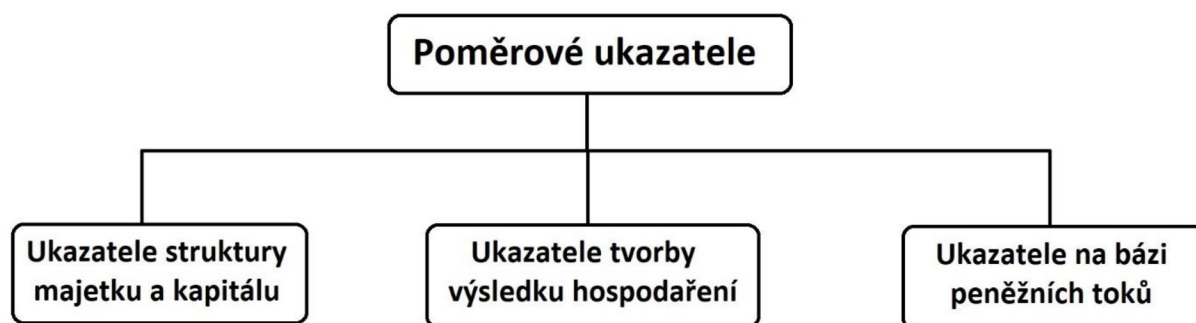 Poměrové ukazatele
Ukazatele struktury
majetku a kapitálu
Ukazatele tvorby
výsledku hospodaření
Ukazatele na bázi
peněžních toků